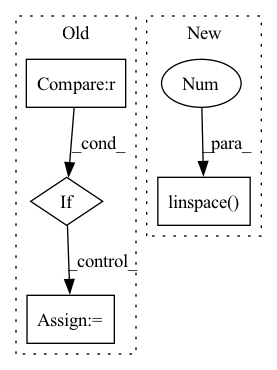 Old
New
Compare:r
Num
_cond_
_para_
If
linspace()
_control_
Assign:=